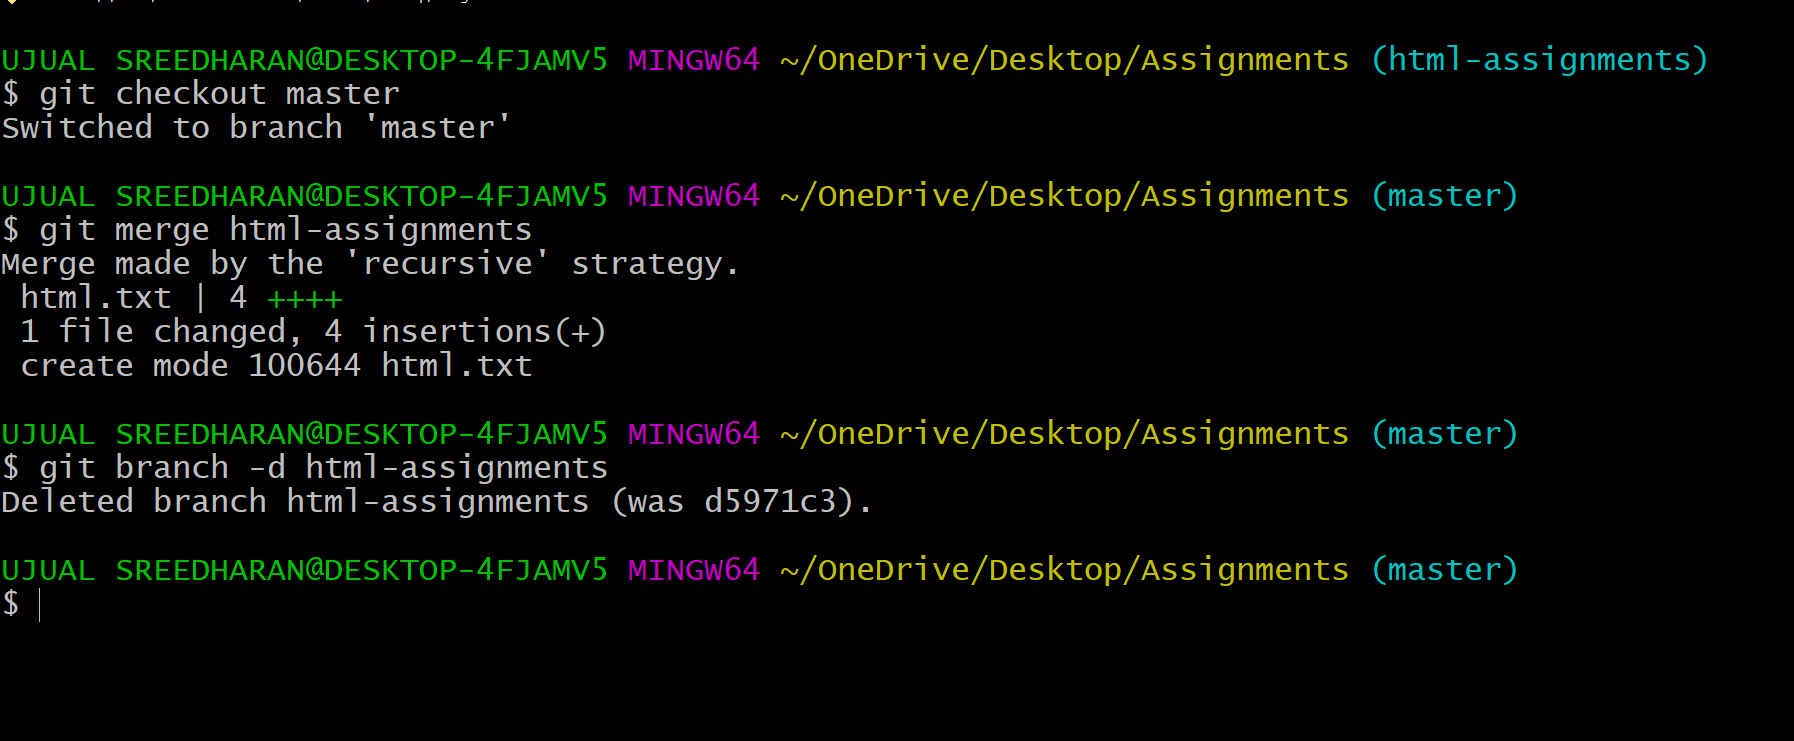 UJUAL SREEDHARAN@DESKTOP-4FJAMV5 MINGW64 ~/OneDrive/Desktop/Assignments (html-assignments)
$ git checkout master
Switched to branch 'master'
UJUAL SREEDHARAN@DESKTOP-4FJAMV5 MINGW64 ~/OneDrive/Desktop/Assignments (master)
$ git merge html-assignments
Merge made by the 'recursive' strategy.
 html.txt | 4 ++++
 1 file changed, 4 insertions(+)
 create mode 100644 html.txt
UJUAL SREEDHARAN@DESKTOP-4FJAMV5 MINGW64 ~/OneDrive/Desktop/Assignments (master)
$ git branch -d html-assignments
Deleted branch html-assignments (was d5971c3).
UJUAL SREEDHARAN@DESKTOP-4FJAMV5 MINGW64 ~/OneDrive/Desktop/Assignments (master)
$